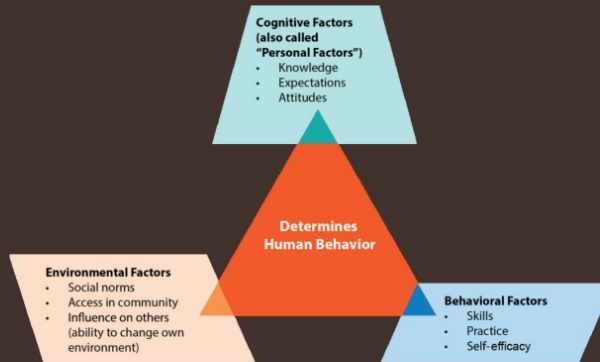 Cognitive Factors
(also called
“Personal Factors”)
• Knowledge
• Expectations
• Attitudes
Determines
Human Behavior
Environmental Factors
• Social norms
• Access in community
• Influence on others
(ability to change own
environment)
Behavioral Factors
• Skills
• Practice
• Self-efficacy